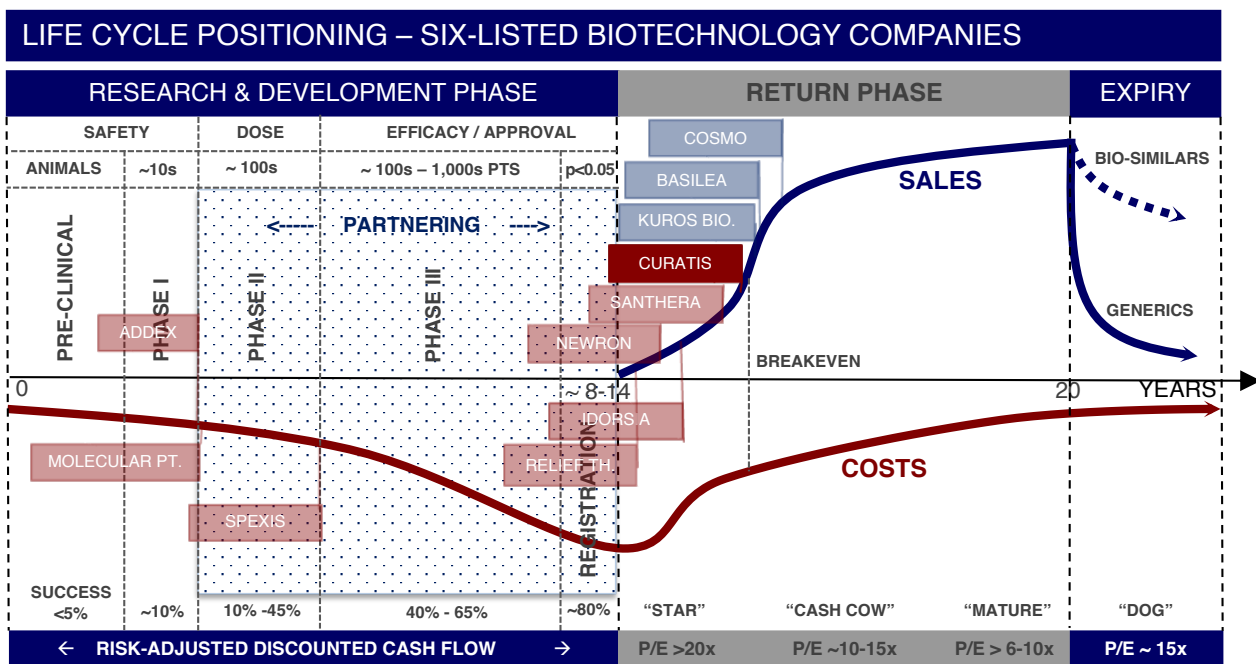 LIFE CYCLE POSITIONING – SIX-LISTED BIOTECHNOLOGY COMPANIES
RESEARCH & DEVELOPMENT PHASE
RETURN PHASE
EXPIRY
SAFETY
DOSE
EFFICACY / APPROVAL
ANIMALS
~10s
~ 100s
~ 100s – 1,000s PTS
p<0.05
COSMO
BASILEA
KUROS BIO.
CURATIS
SANTHERA
NEWRON
ADDEX
IDORS A
MOLECULAR PT.
RELIEF TH.
SPEXIS
<----- PARTNERING ---->
PRE-CLINICAL
PHASE I
PHASE II
PHASE III
REGISTRATION
SALES
BIO-SIMILARS
GENERICS
BREAKEVEN
0
~ 8-14
20
YEARS
COSTS
SUCCESS
<5%
~10%
10% -45%
40% - 65%
~80%
“STAR”
“CASH COW”
“MATURE”
“DOG”
← RISK-ADJUSTED DISCOUNTED CASH FLOW →
P/E >20x
P/E ~10-15x
P/E > 6-10x
P/E ~ 15x